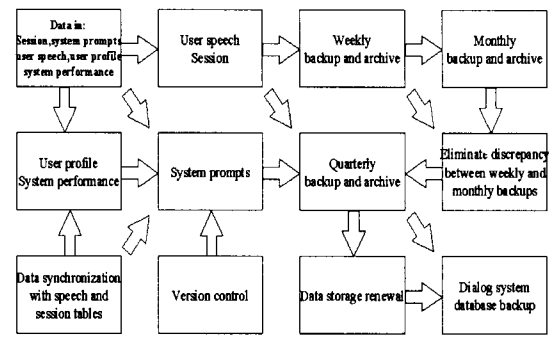 Data in:
Session,system prompts
user speech,user profile
system performance
User speech
Session
Weekly
backup and archive
Monthly
backup and archive
User profile
System performance
System prompts
Quarterly
backup and archive
Eliminate discrepancy
between weekly and
monthly backups
Data synchronization
with speech and
session tables
Version control
Data storage renewal
Dialog system
database backup